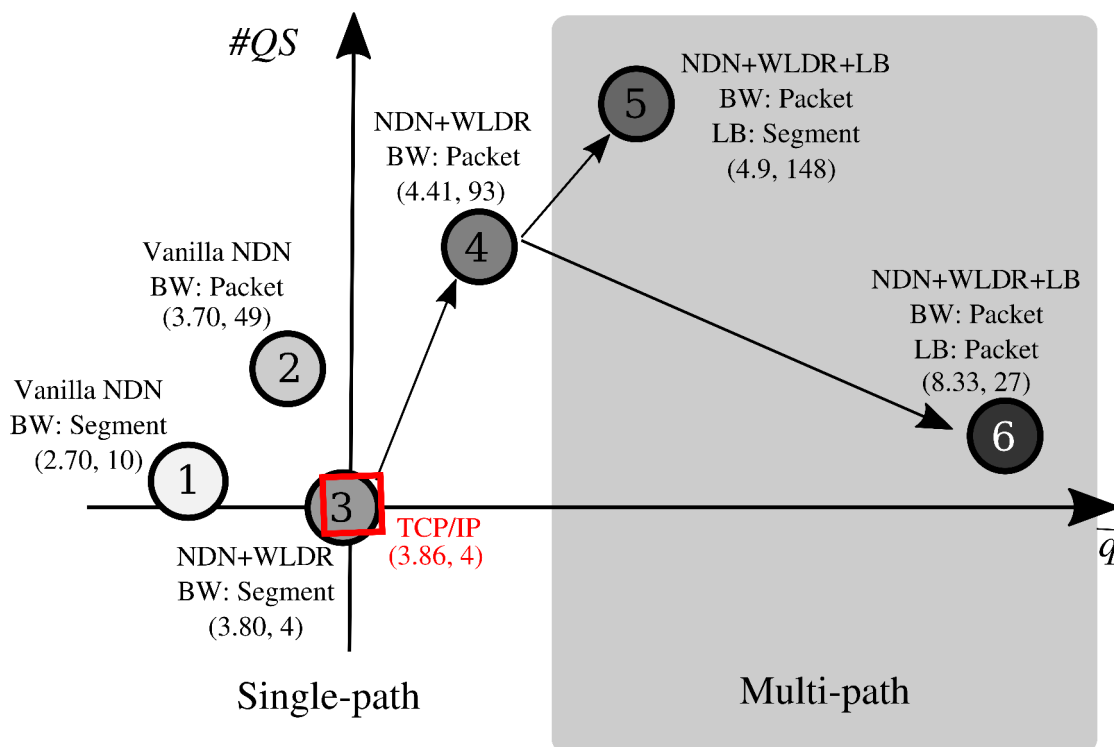 #QS
NDN+WLDR+LB
BW: Packet
LB: Segment
(4.9, 148)
5
NDN+WLDR
BW: Packet
(4.41, 93)
4
Vanilla NDN
BW: Packet
(3.70, 49)
2
NDN+WLDR+LB
BW: Packet
LB: Packet
(8.33, 27)
6
Vanilla NDN
BW: Segment
(2.70, 10)
1
3
TCP/IP
(3.86, 4)
NDN+WLDR
BW: Segment
(3.80, 4)
q̅
Single-path
Multi-path